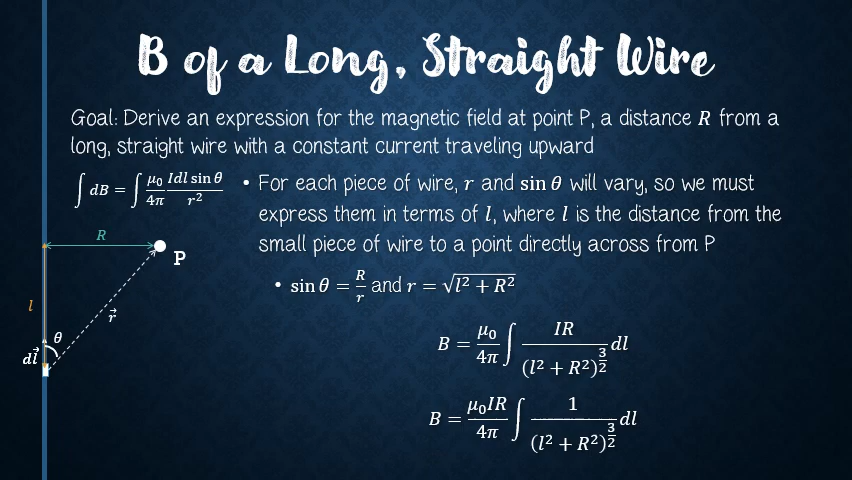 B of a Long, Straight Wire
Goal: Derive an expression for the magnetic field at point P, a distance R from a
long, straight wire with a constant current traveling upward
∫ dB = ∫ μ₀/4π Idl sin θ/r²
• For each piece of wire, r and sin θ will vary, so we must
express them in terms of l, where l is the distance from the
small piece of wire to a point directly across from P
R
P
• sin θ = R/r and r = √(l² + R²)
l
r⃗
θ
dl⃗
B = μ₀/4π ∫ IR/(l² + R²)^(3/2) dl
B = μ₀IR/4π ∫ 1/(l² + R²)^(3/2) dl